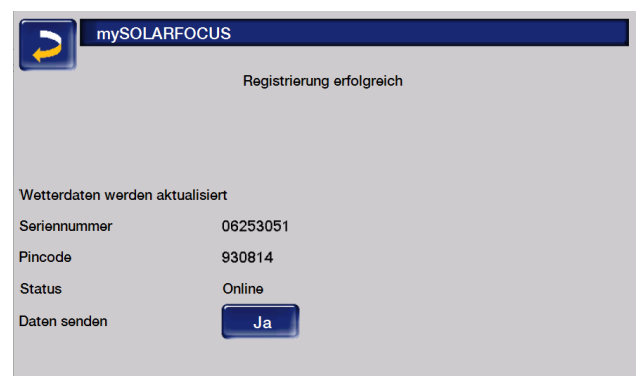 mySOLARFOCUS
Registrierung erfolgreich
Wetterdaten werden aktualisiert
Seriennummer 06253051
Pincode 930814
Status Online
Daten senden Ja